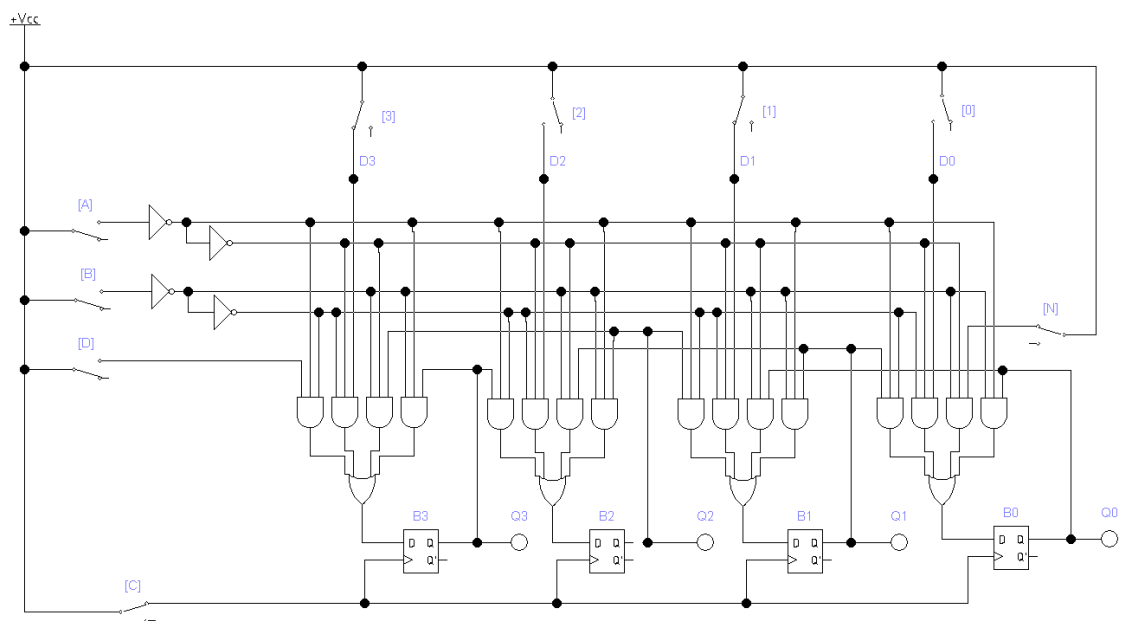 +Vcc
[3]
[2]
[1]
[0]
D3
D2
D1
D0
[A]
[B]
[N]
[D]
B3
Q3
B2
Q2
B1
Q1
B0
Q0
D Q
Q'
D Q
Q'
D Q
Q'
D Q
Q'
[C]